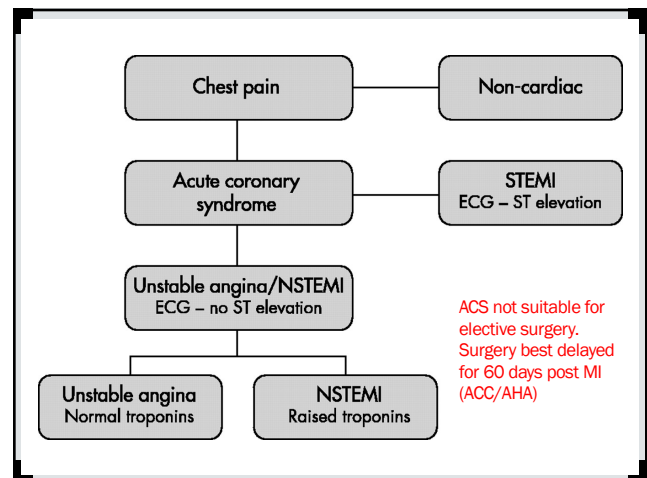 Chest pain
Non-cardiac
Acute coronary
syndrome
STEMI
ECG – ST elevation
Unstable angina/NSTEMI
ECG – no ST elevation
ACS not suitable for
elective surgery.
Surgery best delayed
for 60 days post MI
(ACC/AHA)
Unstable angina
Normal troponins
NSTEMI
Raised troponins